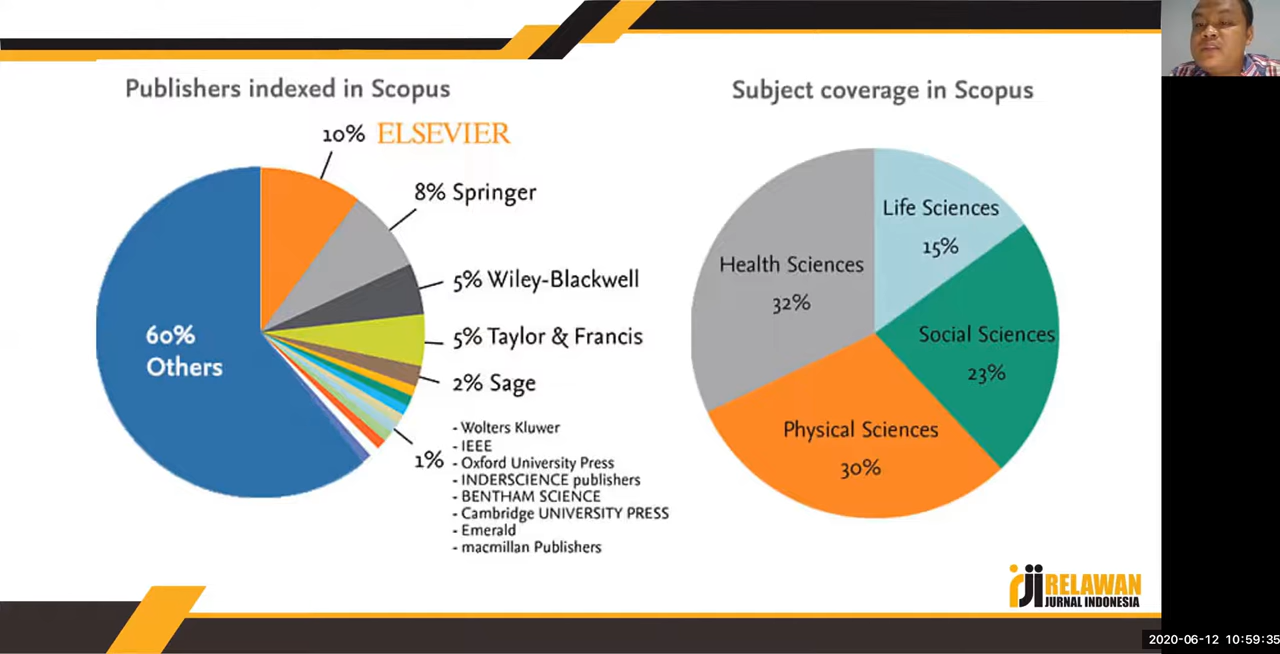 Publishers indexed in Scopus
10% ELSEVIER
8% Springer
5% Wiley-Blackwell
5% Taylor & Francis
2% Sage
1%
- Wolters Kluwer
- IEEE
- Oxford University Press
- INDERSCIENCE publishers
- BENTHAM SCIENCE
- Cambridge UNIVERSITY PRESS
- Emerald
- macmillan Publishers
60%
Others
Subject coverage in Scopus
Life Sciences
15%
Social Sciences
23%
Physical Sciences
30%
Health Sciences
32%
rji RELAWAN
JURNAL INDONESIA
2020-06-12 10:59:35